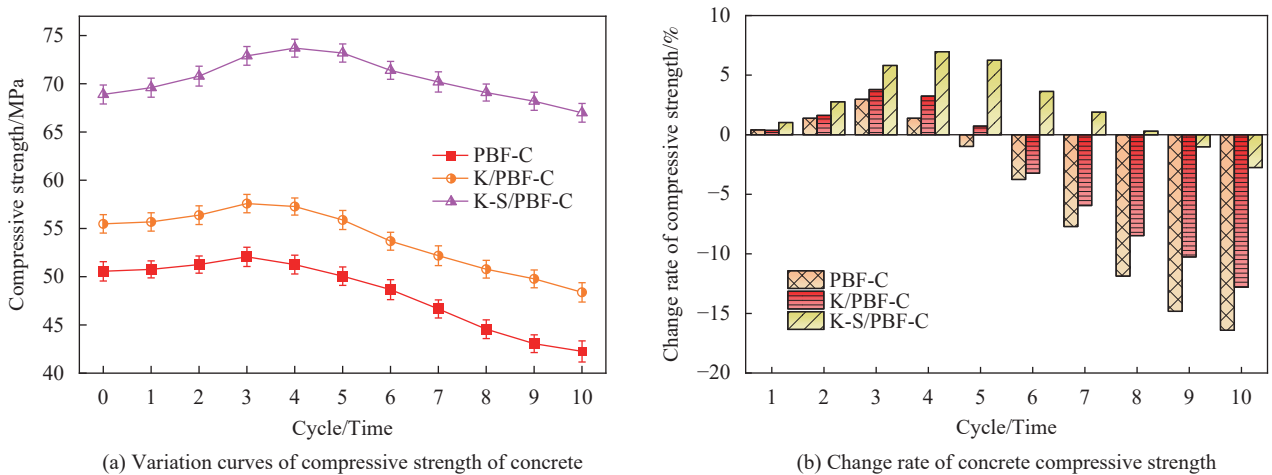 75
70
65
60
55
50
45
40
Compressive strength/MPa
PBF-C
K/PBF-C
K-S/PBF-C
0 1 2 3 4 5 6 7 8 9 10
Cycle/Time
(a) Variation curves of compressive strength of concrete
10
5
0
−5
−10
−15
−20
Change rate of compressive strength/%
PBF-C
K/PBF-C
K-S/PBF-C
1 2 3 4 5 6 7 8 9 10
Cycle/Time
(b) Change rate of concrete compressive strength